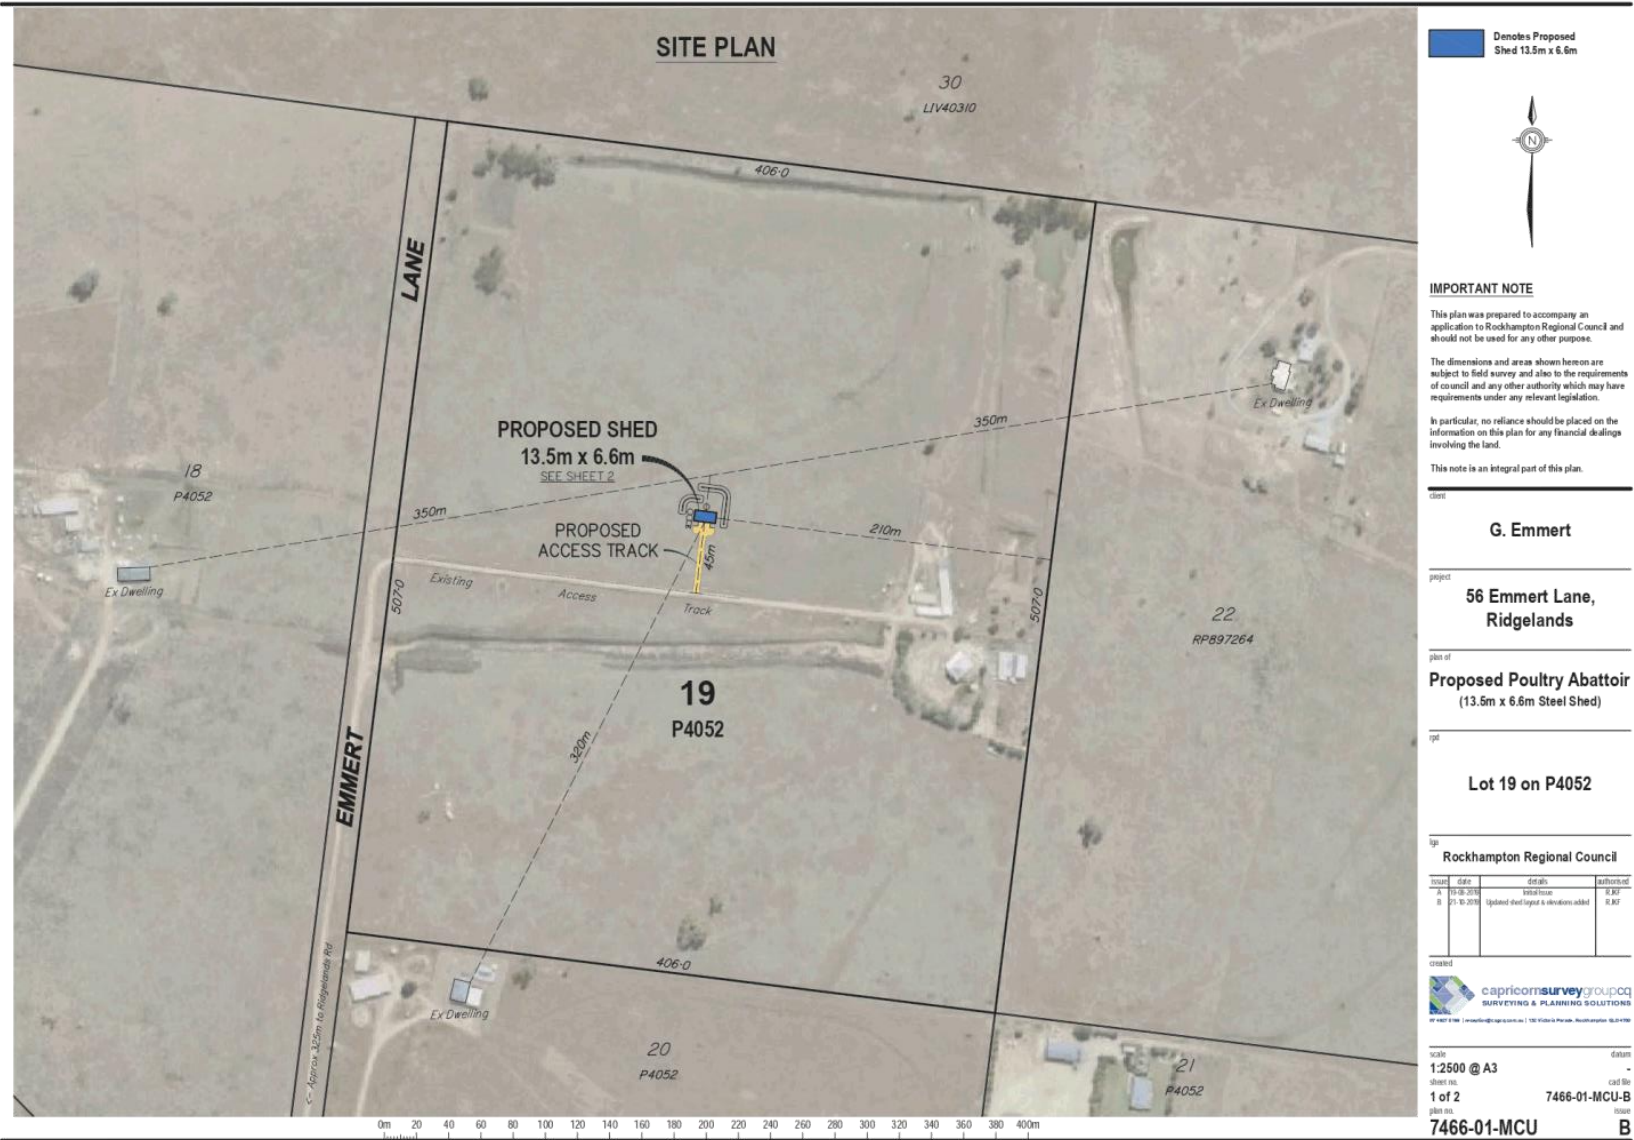 SITE PLAN
30
LIV40310
406·0
LANE
PROPOSED SHED
13.5m x 6.6m
SEE SHEET 2
350m
Ex Dwelling
18
P4052
350m
PROPOSED
ACCESS TRACK
210m
45m
Ex Dwelling
Existing
Access
Track
507·0
507·0
22
RP897264
19
P4052
320m
EMMERT
406·0
<- Approx 325m to Ridgelands Rd
Ex Dwelling
20
P4052
21
P4052
0m 20 40 60 80 100 120 140 160 180 200 220 240 260 280 300 320 340 360 380 400m
Denotes Proposed
Shed 13.5m x 6.6m
N
IMPORTANT NOTE
This plan was prepared to accompany an
application to Rockhampton Regional Council and
should not be used for any other purpose.
The dimensions and areas shown hereon are
subject to field survey and also to the requirements
of council and any other authority which may have
requirements under any relevant legislation.
In particular, no reliance should be placed on the
information on this plan for any financial dealings
involving the land.
This note is an integral part of this plan.
client
G. Emmert
project
56 Emmert Lane,
Ridgelands
plan of
Proposed Poultry Abattoir
(13.5m x 6.6m Steel Shed)
rpd
Lot 19 on P4052
lga
Rockhampton Regional Council
issue date details authorised
A Initial Issue
B Updated shed layout & elevations added
created
capricornsurveygroupcq
SURVEYING & PLANNING SOLUTIONS
scale datum
1:2500 @ A3 -
sheet no. cad file
1 of 2 7466-01-MCU-B
plan no. issue
7466-01-MCU B